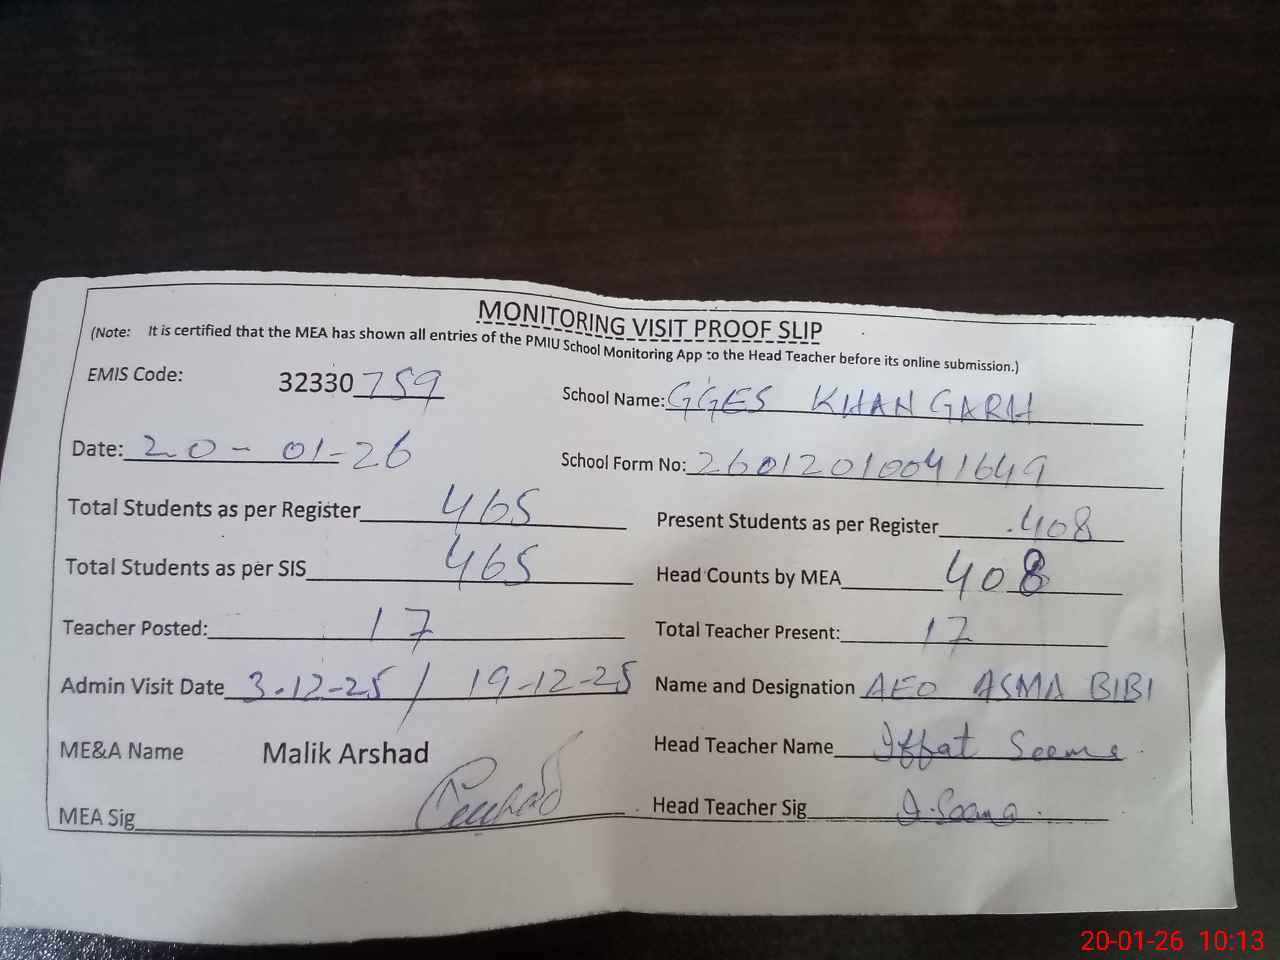 MONITORING VISIT PROOF SLIP
(Note: It is certified that the MEA has shown all entries of the PMIU School Monitoring App to the Head Teacher before its online submission.)
EMIS Code: 32330759 School Name: GGES KHAN GARH
Date: 20-01-26 School Form No: 26012010041649
Total Students as per Register 465 Present Students as per Register 408
Total Students as per SIS 465 Head Counts by MEA 408
Teacher Posted: 17 Total Teacher Present: 17
Admin Visit Date 3.12-25 / 19-12-25 Name and Designation AEO ASMA BIBI
ME&A Name Malik Arshad Head Teacher Name Iffat Seema
MEA Sig Head Teacher Sig I.Seema
20-01-26 10:13